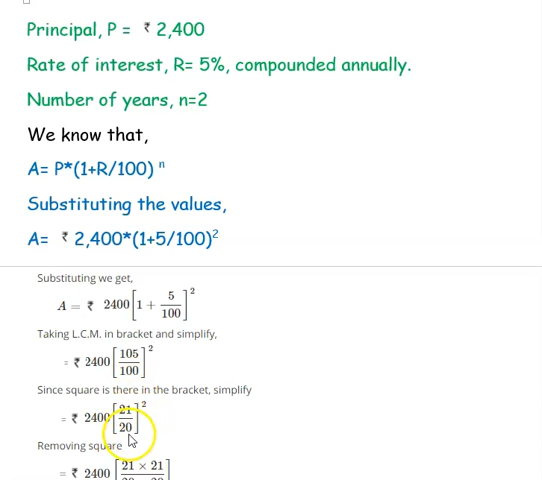 Principal, P = ₹ 2,400
Rate of interest, R= 5%, compounded annually.
Number of years, n=2
We know that,
A= P*(1+R/100) ⁿ
Substituting the values,
A= ₹ 2,400*(1+5/100)²
Substituting we get,
A = ₹ 2400[1 + 5/100]²
Taking L.C.M. in bracket and simplify,
= ₹ 2400[105/100]²
Since square is there in the bracket, simplify
= ₹ 2400[21/20]²
Removing square
= ₹ 2400[21 × 21